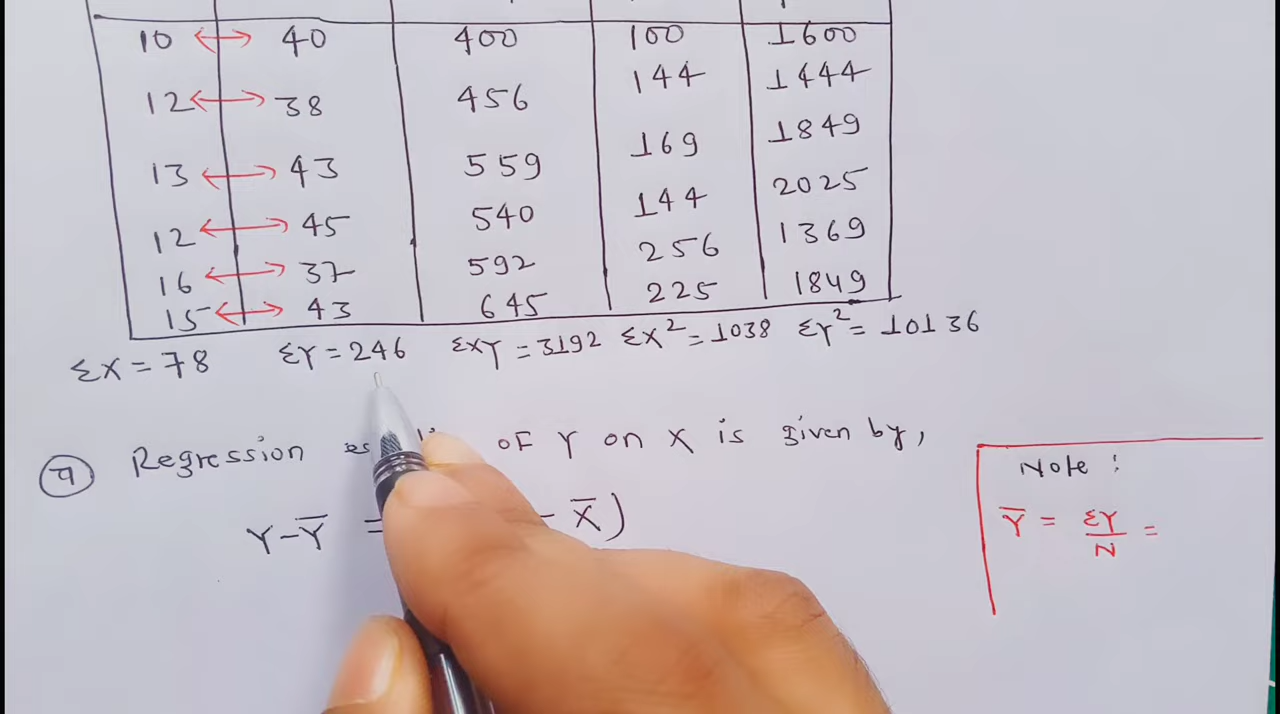 10 ↔ 40 400 100 1600
12 ↔ 38 456 144 1444
13 ↔ 43 559 169 1849
12 ↔ 45 540 144 2025
16 ↔ 37 592 256 1369
15 ↔ 43 645 225 1849
ΣX = 78 ΣY = 246 ΣXY = 3192 ΣX² = 1038 ΣY² = 10136
Regression of Y on X is given by,
Y - Y̅ = - X̅)
Note :
Y̅ = ΣY/N =